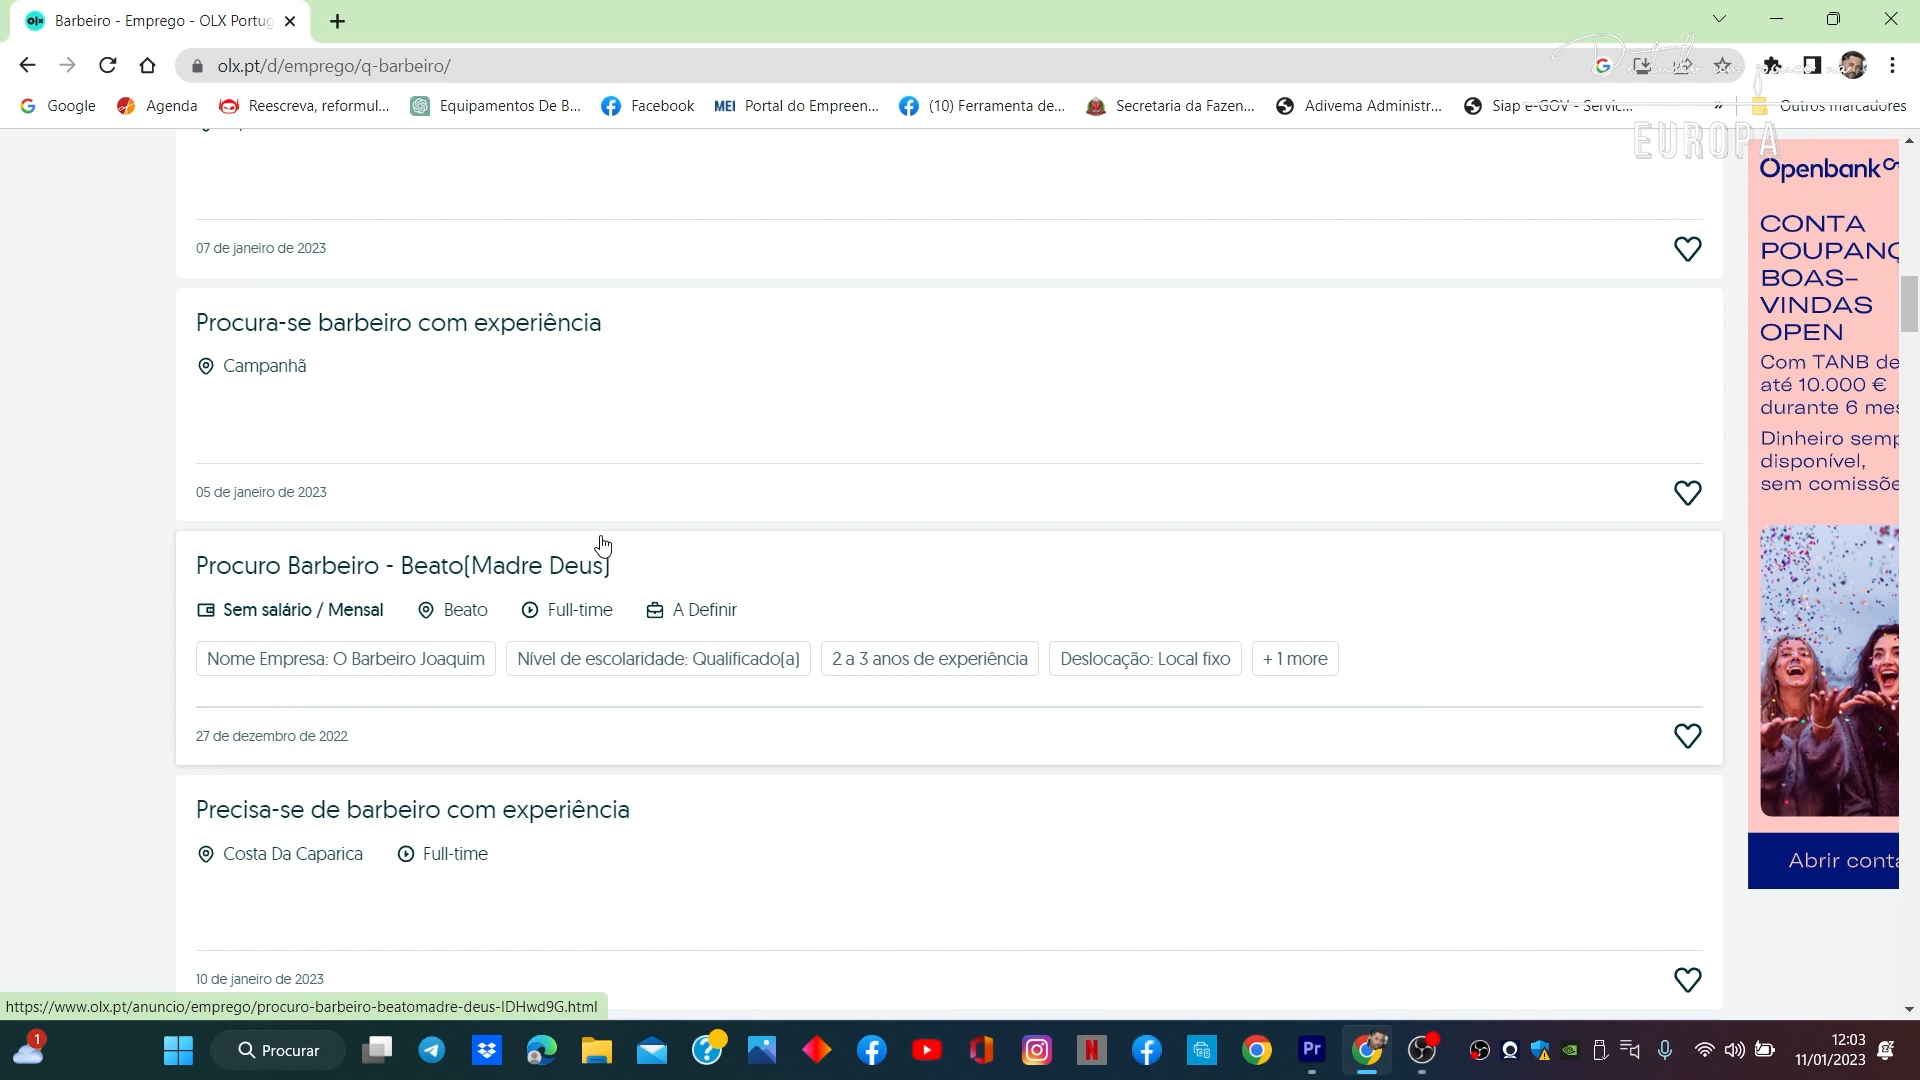 Barbeiro - Emprego - OLX Portug
olx.pt/d/emprego/q-barbeiro/
Google
Agenda
Reescreva, reformul...
Equipamentos De B...
Facebook
MEI Portal do Empreen...
(10) Ferramenta de...
Secretaria da Fazen...
Adivema Administr...
Siap e-GOV - Servic...
»
Outros marcadores
EUROPA
07 de janeiro de 2023
Procura-se barbeiro com experiência
Campanhã
05 de janeiro de 2023
Procuro Barbeiro - Beato(Madre Deus)
Sem salário / Mensal
Beato
Full-time
A Definir
Nome Empresa: O Barbeiro Joaquim
Nível de escolaridade: Qualificado(a)
2 a 3 anos de experiência
Deslocação: Local fixo
+ 1 more
27 de dezembro de 2022
Precisa-se de barbeiro com experiência
Costa Da Caparica
Full-time
10 de janeiro de 2023
Openbank
CONTA
POUPANÇ
BOAS-
VINDAS
OPEN
Com TANB de
até 10.000 €
durante 6 mes
Dinheiro semp
disponível,
sem comissõe
Abrir conta
https://www.olx.pt/anuncio/emprego/procuro-barbeiro-beatomadre-deus-IDHwd9G.html
1
Procurar
Pr
12:03
11/01/2023